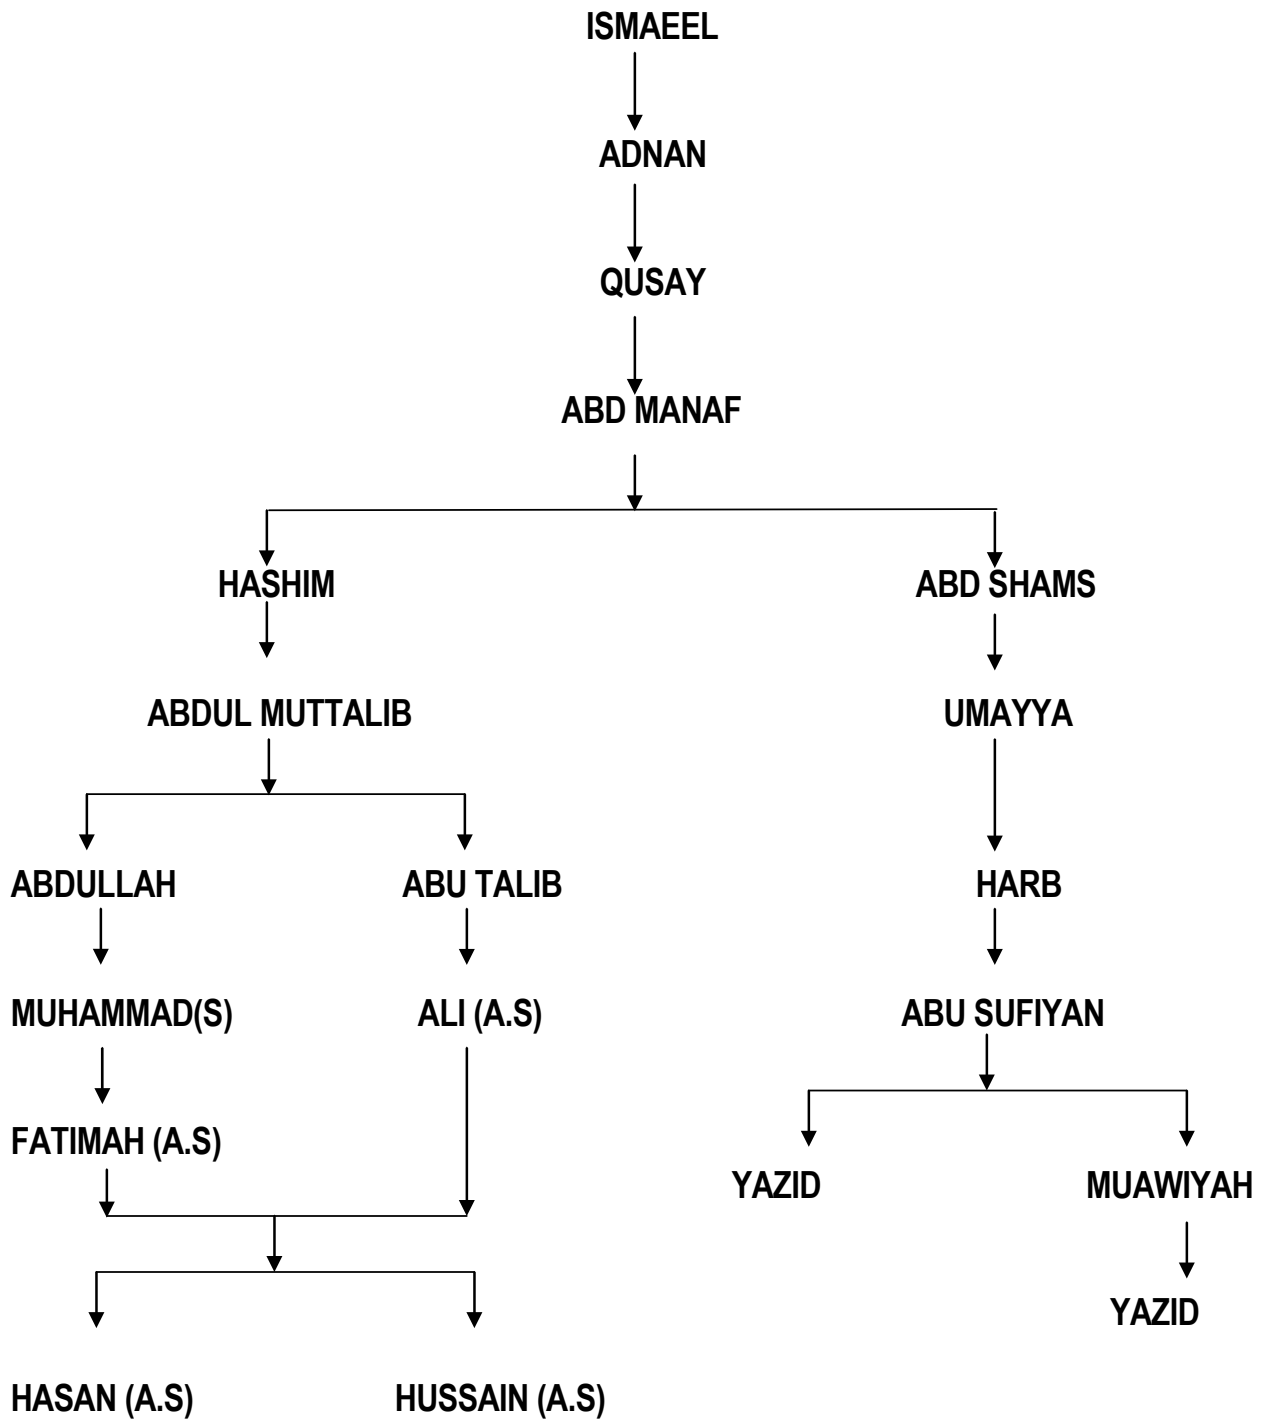 ISMAEEL
ADNAN
QUSAY
ABD MANAF
HASHIM
ABD SHAMS
ABDUL MUTTALIB
UMAYYA
ABDULLAH
ABU TALIB
HARB
MUHAMMAD(S)
ALI (A.S)
ABU SUFIYAN
FATIMAH (A.S)
YAZID
MUAWIYAH
YAZID
HASAN (A.S)
HUSSAIN (A.S)